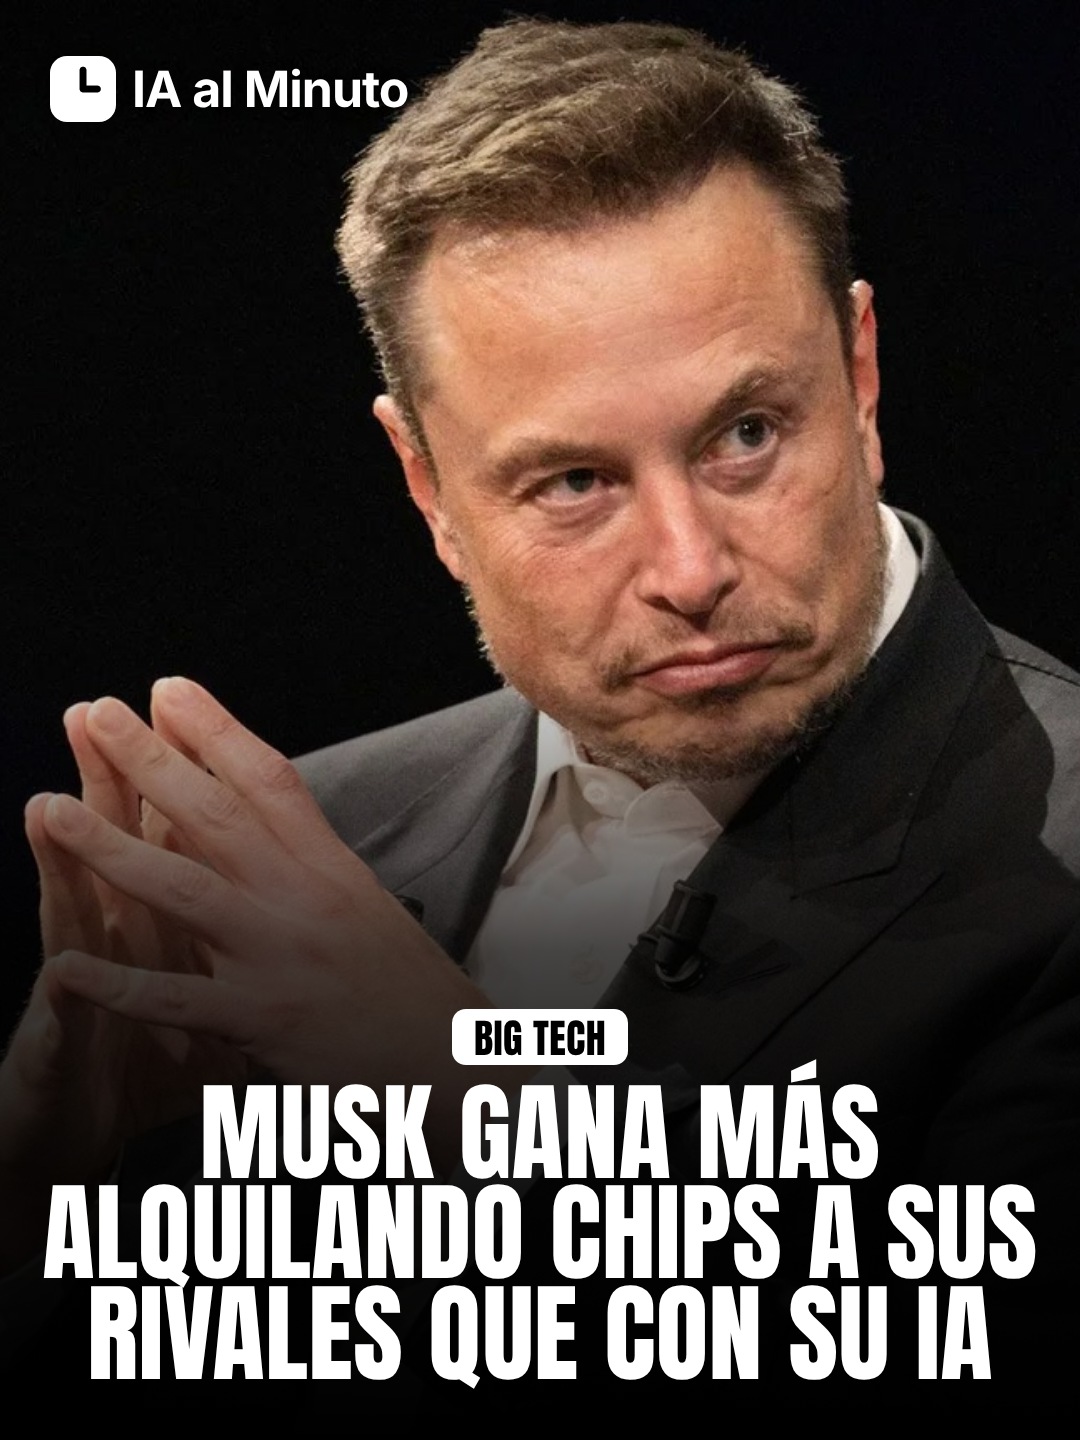 IA al Minuto
BIG TECH
MUSK GANA MÁS
ALQUILANDO CHIPS A SUS
RIVALES QUE CON SU IA